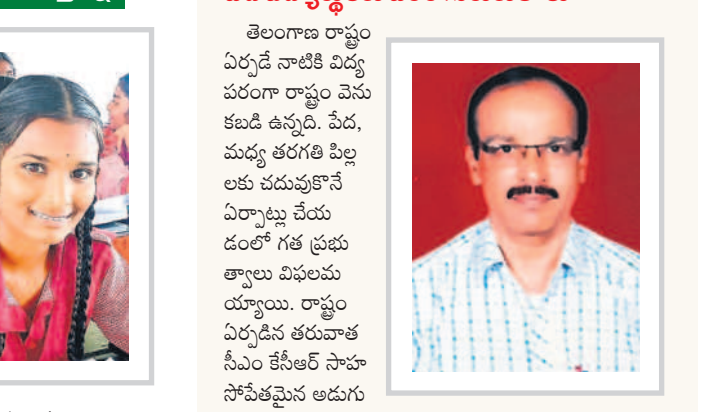 తెలంగాణ రాష్ట్రం
ఏర్పడే నాటికి విద్య
పరంగా రాష్ట్రం వెను
కబడి ఉన్నది. పేద,
మధ్య తరగతి పిల్ల
లకు చదువుకొనే
ఏర్పాట్లు చేయ
డంలో గత ప్రభు
త్వాలు విఫలమ
య్యాయి. రాష్ట్రం
ఏర్పడిన తరువాత
సీఎం కేసీఆర్ సాహ
సోపేతమైన అడుగు